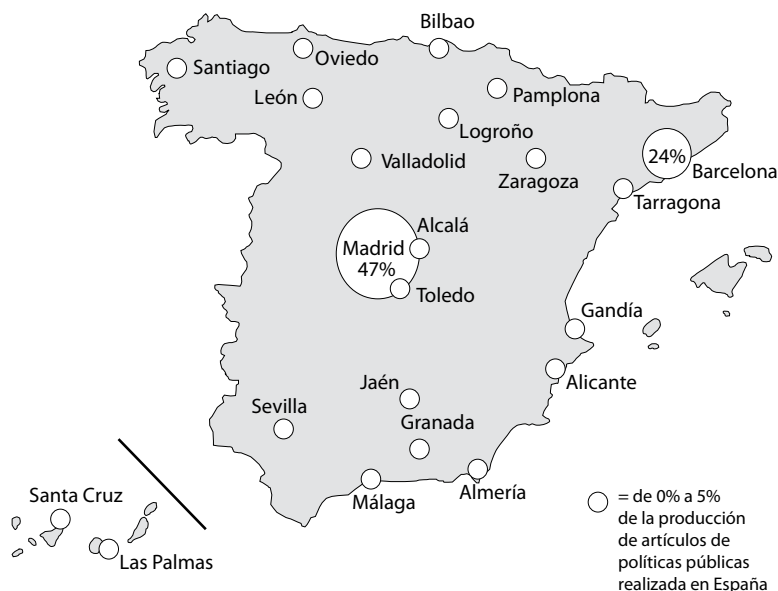 Bilbao
Oviedo
Santiago
León
Pamplona
Logroño
Valladolid
Zaragoza
24%
Barcelona
Tarragona
Alcalá
Madrid
47%
Toledo
Gandía
Alicante
Jaén
Sevilla
Granada
Málaga
Almería
Santa Cruz
Las Palmas
= de 0% a 5%
de la producción
de artículos de
políticas públicas
realizada en España